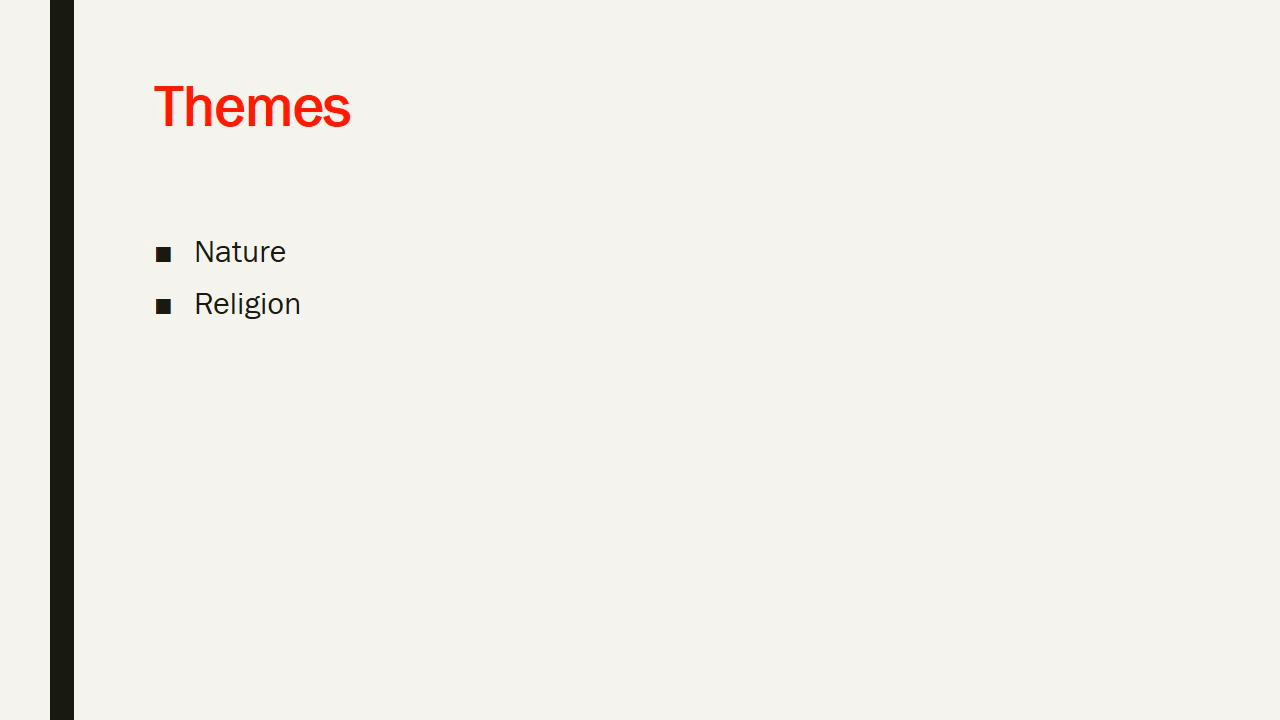 Themes
■ Nature
■ Religion